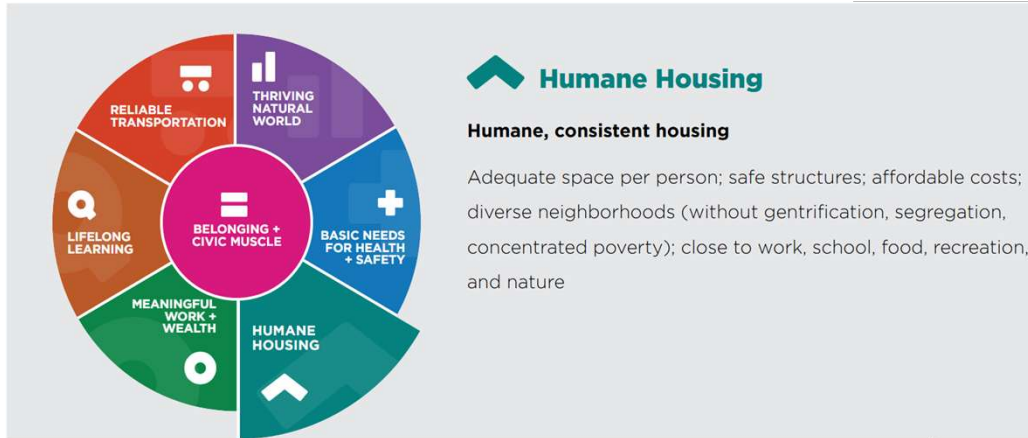 RELIABLE
TRANSPORTATION
THRIVING
NATURAL
WORLD
LIFELONG
LEARNING
BELONGING +
CIVIC MUSCLE
BASIC NEEDS
FOR HEALTH
+ SAFETY
MEANINGFUL
WORK +
WEALTH
HUMANE
HOUSING
Humane Housing
Humane, consistent housing
Adequate space per person; safe structures; affordable costs;
diverse neighborhoods (without gentrification, segregation,
concentrated poverty); close to work, school, food, recreation,
and nature